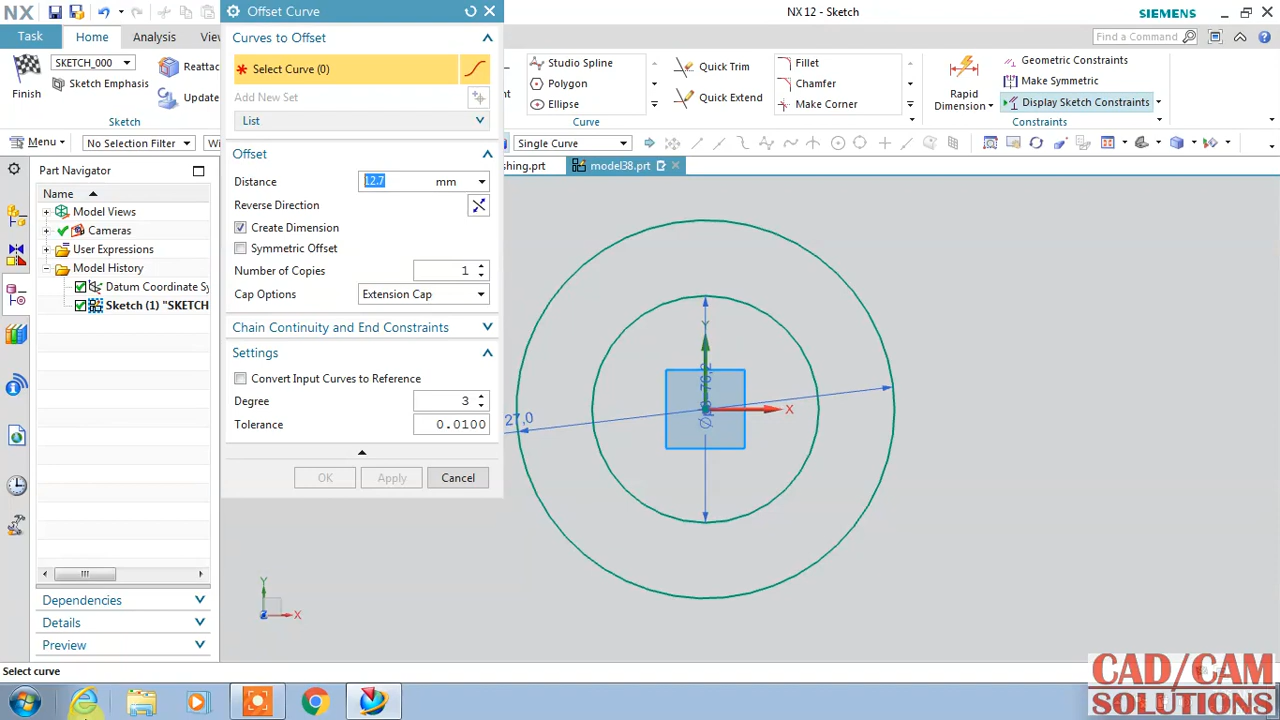 NX
Offset Curve
NX 12 - Sketch
SIEMENS
Task
Home
Analysis
Find a Command
SKETCH_000
Finish
Sketch Emphasis
Sketch
Curves to Offset
Select Curve (0)
Add New Set
List
Studio Spline
Polygon
Ellipse
Curve
Quick Trim
Quick Extend
Fillet
Chamfer
Make Corner
Rapid
Dimension
Geometric Constraints
Make Symmetric
Display Sketch Constraints
Constraints
Menu
No Selection Filter
Single Curve
Part Navigator
Name
Model Views
Cameras
User Expressions
Model History
Datum Coordinate Sy
Sketch (1) "SKETCH
Offset
Distance
12.7
mm
Reverse Direction
Create Dimension
Symmetric Offset
Number of Copies
1
Cap Options
Extension Cap
Chain Continuity and End Constraints
Settings
Convert Input Curves to Reference
Degree
3
Tolerance
0.0100
OK
Apply
Cancel
shing.prt
model38.prt
27,0
Y
X
Y
Z
X
Dependencies
Details
Preview
Select curve
CAD/CAM
SOLUTIONS